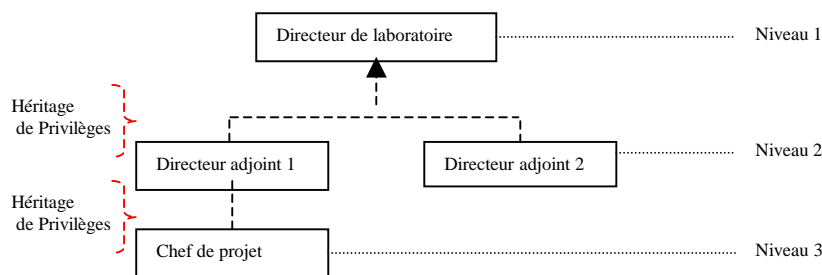 Directeur de laboratoire
Niveau 1
Héritage
de Privilèges
Directeur adjoint 1
Directeur adjoint 2
Niveau 2
Héritage
de Privilèges
Chef de projet
Niveau 3